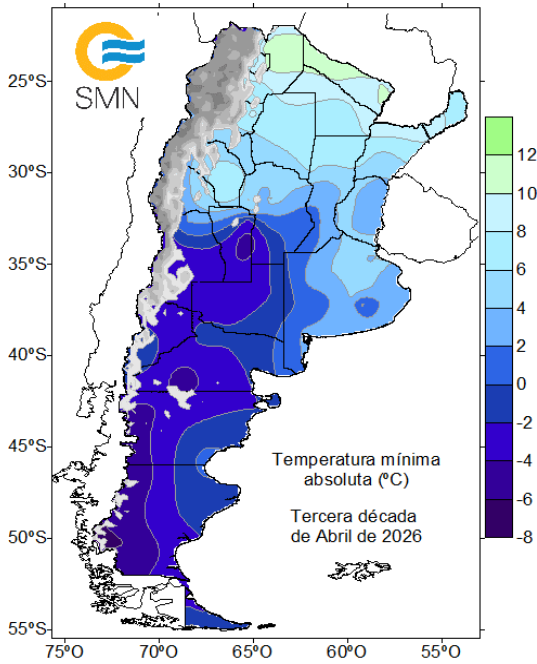 SMN
25ºS
30ºS
35ºS
40ºS
45ºS
50ºS
55ºS
75ºO
70ºO
65ºO
60ºO
55ºO
12
10
8
6
4
2
0
-2
-4
-6
-8
Temperatura mínima
absoluta (ºC)
Tercera década
de Abril de 2026